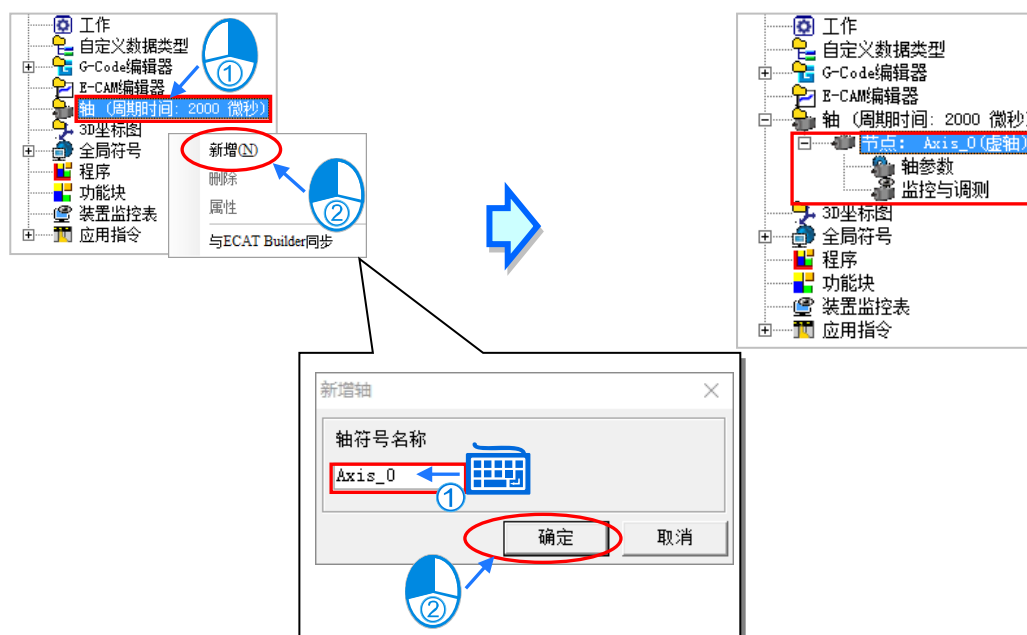 工作
自定义数据类型
G-Code编辑器
E-CAM编辑器
轴 (周期时间: 2000 微秒)
3D坐标图
全局符号
程序
功能块
装置监控表
应用指令
①
新增(N)
删除
属性
与ECAT Builder同步
②
工作
自定义数据类型
G-Code编辑器
E-CAM编辑器
轴 (周期时间: 2000 微秒)
节点: Axis_0(虚轴)
轴参数
监控与调测
3D坐标图
全局符号
程序
功能块
装置监控表
应用指令
新增轴
轴符号名称
Axis_0
①
确定
取消
②